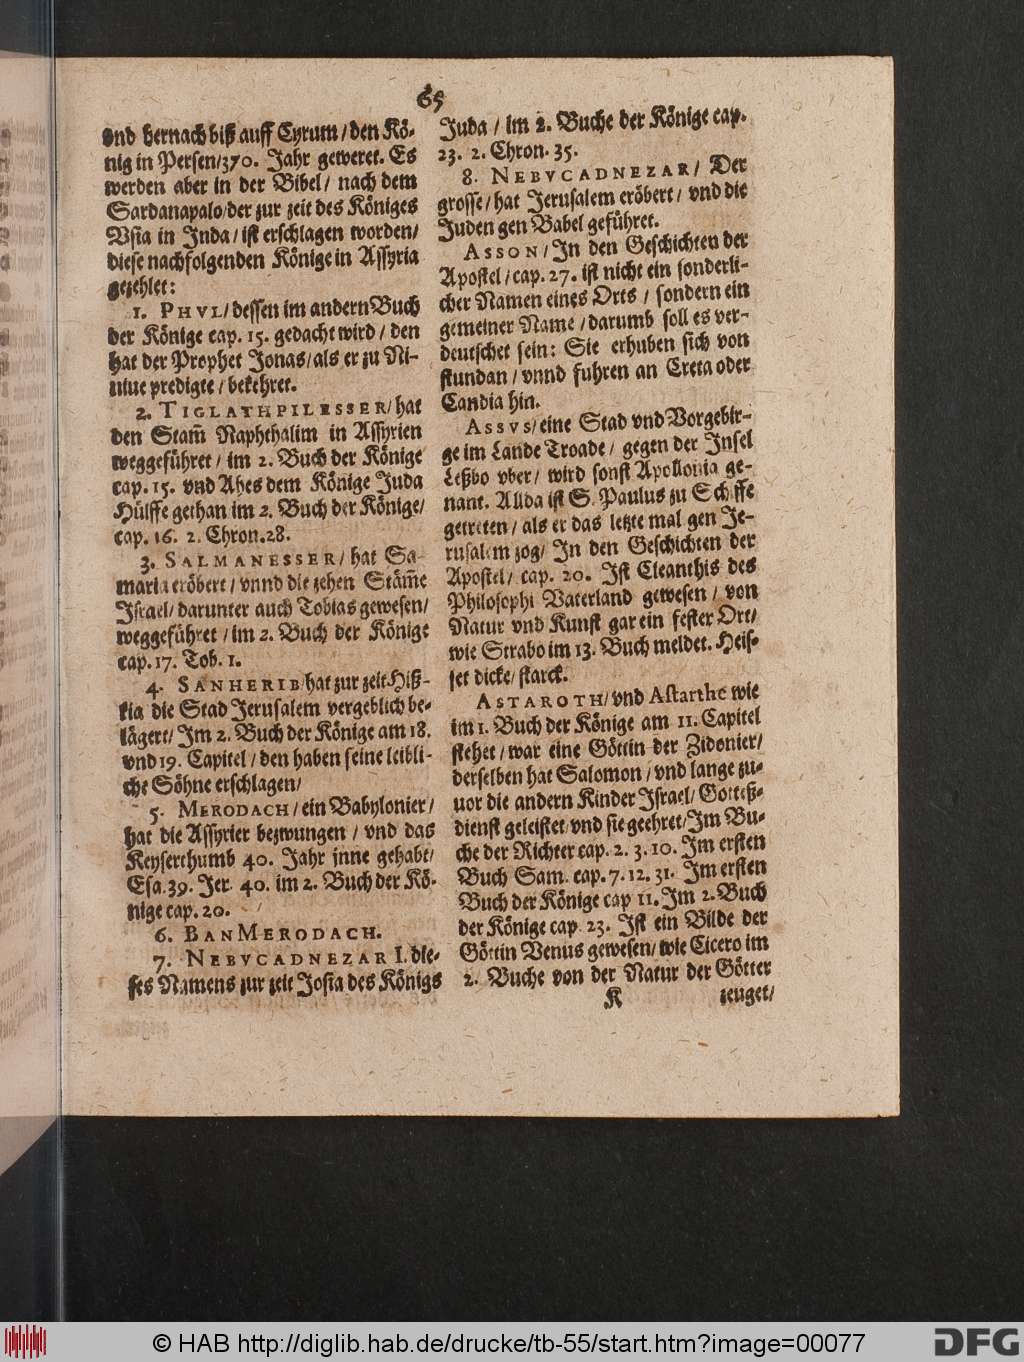 65
vnd hernach biß auff Cyrum/den Kö-
nig in Persen/370. Jahr geweret. Es
werden aber in der Bibel/ nach dem
Sardanapalo/der zur zeit des Königes
Vsia in Juda/ ist erschlagen worden/
diese nachfolgenden Könige in Assyria
gezehlet:
1. PHVL/dessen im andern Buch
der Könige cap. 15. gedacht wird/ den
hat der Prophet Jonas/als er zu Ni-
niue predigte/ bekehret.
2. TIGLATHPILESSER/hat
den Stam̃ Naphthalim in Assyrien
weggeführet/ im 2. Buch der Könige
cap. 15. vnd Ahes dem Könige Juda
Hülffe gethan im 2. Buch der Könige/
cap. 16. 2. Chron. 28.
3. SALMANESSER/ hat Sa-
maria eröbert/ vnnd die zehen Stäm̃e
Israel/ darunter auch Tobias gewesen/
weggeführet/ im 2. Buch der Könige
cap. 17. Tob. 1.
4. SANHERIB/hat zur zeit Hiß-
kia die Stad Jerusalem vergeblich be-
lägert/ Im 2. Buch der Könige am 18.
vnd 19. Capitel/ den haben seine leibli-
che Söhne erschlagen/
5. MERODACH/ein Babylonier/
hat die Assyrier bezwungen/ vnd das
Keyserthumb 40. Jahr jnne gehabt/
Esa. 39. Jer. 40. im 2. Buch der Kö-
nige cap. 20.
6. BANMERODACH.
7. NEBVCADNEZAR I. die-
ses Namens zur zeit Josia des Königs
Juda/ im 2. Buche der Könige cap.
23. 2. Chron. 35.
8. NEBVCADNEZAR/ Der
grosse/ hat Jerusalem eröbert/ vnd die
Juden gen Babel geführet.
ASSON/ In den Geschichten der
Apostel/ cap. 27. ist nicht ein sonderli-
cher Namen eines Orts/ sondern ein
gemeiner Name/ darumb soll es ver-
deutschet sein: Sie erhuben sich von
stundan/ vnnd fuhren an Creta oder
Candia hin.
ASSVS/eine Stad vnd Vorgebir-
ge im Lande Troade/ gegen der Insel
Leßbo vber/ wird sonst Apollonia ge-
nant. Allda ist S. Paulus zu Schiffe
getreten/ als er das letzte mal gen Je-
rusalem zog/ In den Geschichten der
Apostel/ cap. 20. Ist Cleanthis des
Philosophi Vaterland gewesen/ von
Natur vnd Kunst gar ein fester Ort/
wie Strabo im 13. Buch meldet. Heis-
set dicke/ starck.
ASTAROTH/vnd Astarthe wie
im 1. Buch der Könige am 11. Capitel
stehet/ war eine Göttin der Zidonier/
derselben hat Salomon/ vnd lange zu-
uor die andern Kinder Israel/ Gotteß-
dienst geleistet/vnd sie geehret/Im Bu-
che der Richter cap. 2. 3. 10. Im ersten
Buch Sam. cap. 7. 12. 31. Im ersten
Buch der Könige cap 11. Im 2. Buch
der Könige cap. 23. Ist ein Bilde der
Göttin Venus gewesen/ wie Cicero im
2. Buche von der Natur der Götter
K zeuget/
© HAB http://diglib.hab.de/drucke/tb-55/start.htm?image=00077
DFG